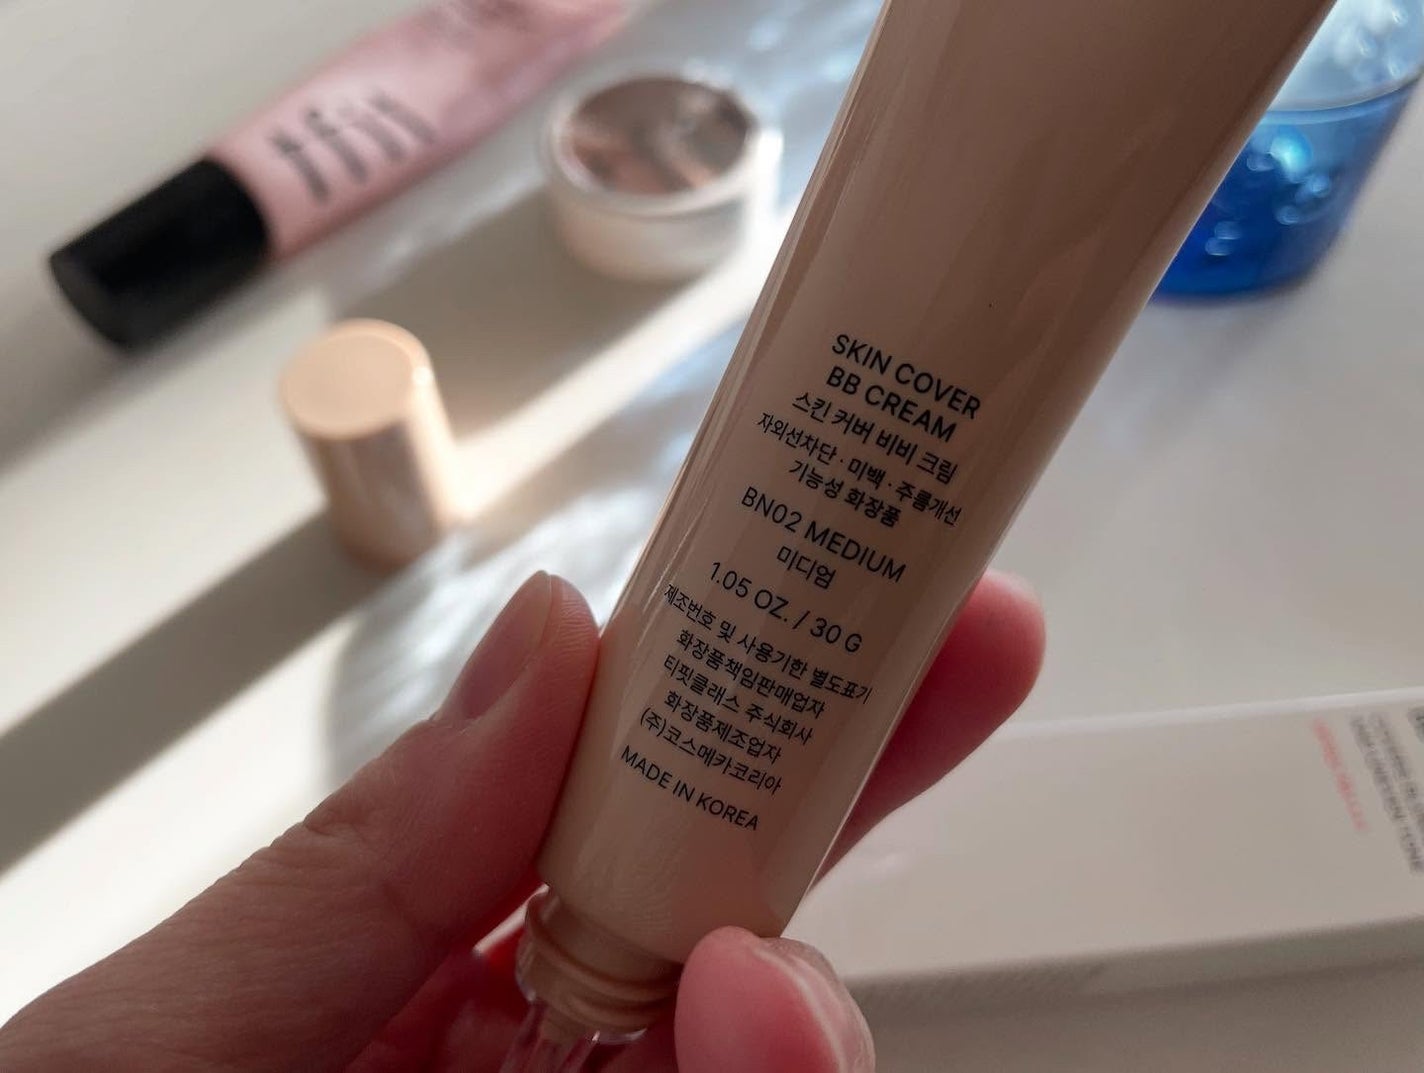 tfit
SKIN COVER
BB CREAM
스킨 커버 비비 크림
자외선차단 · 미백 · 주름개선
기능성 화장품
BN02 MEDIUM
미디엄
1.05 OZ. / 30 G
제조번호 및 사용기한 별도표기
화장품책임판매업자
티핏클래스 주식회사
화장품제조업자
(주)코스메카코리아
MADE IN KOREA